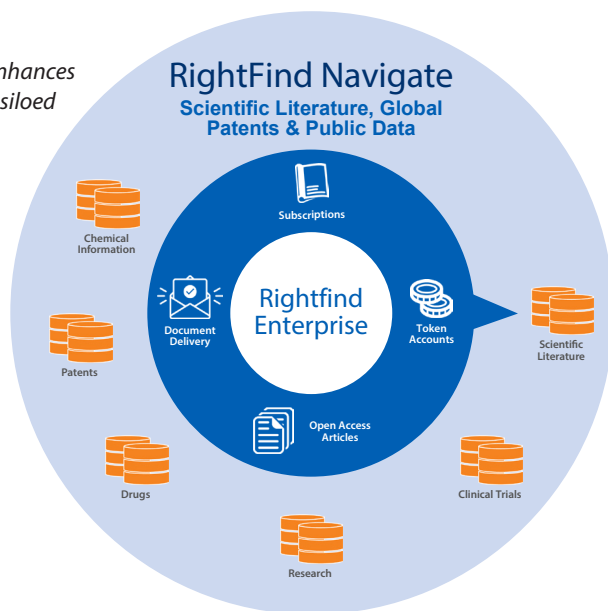 nhances
siloed
RightFind Navigate
Scientific Literature, Global
Patents & Public Data
Subscriptions
Chemical
Information
Document
Delivery
Rightfind
Enterprise
Token
Accounts
Scientific
Literature
Patents
Open Access
Articles
Drugs
Clinical Trials
Research